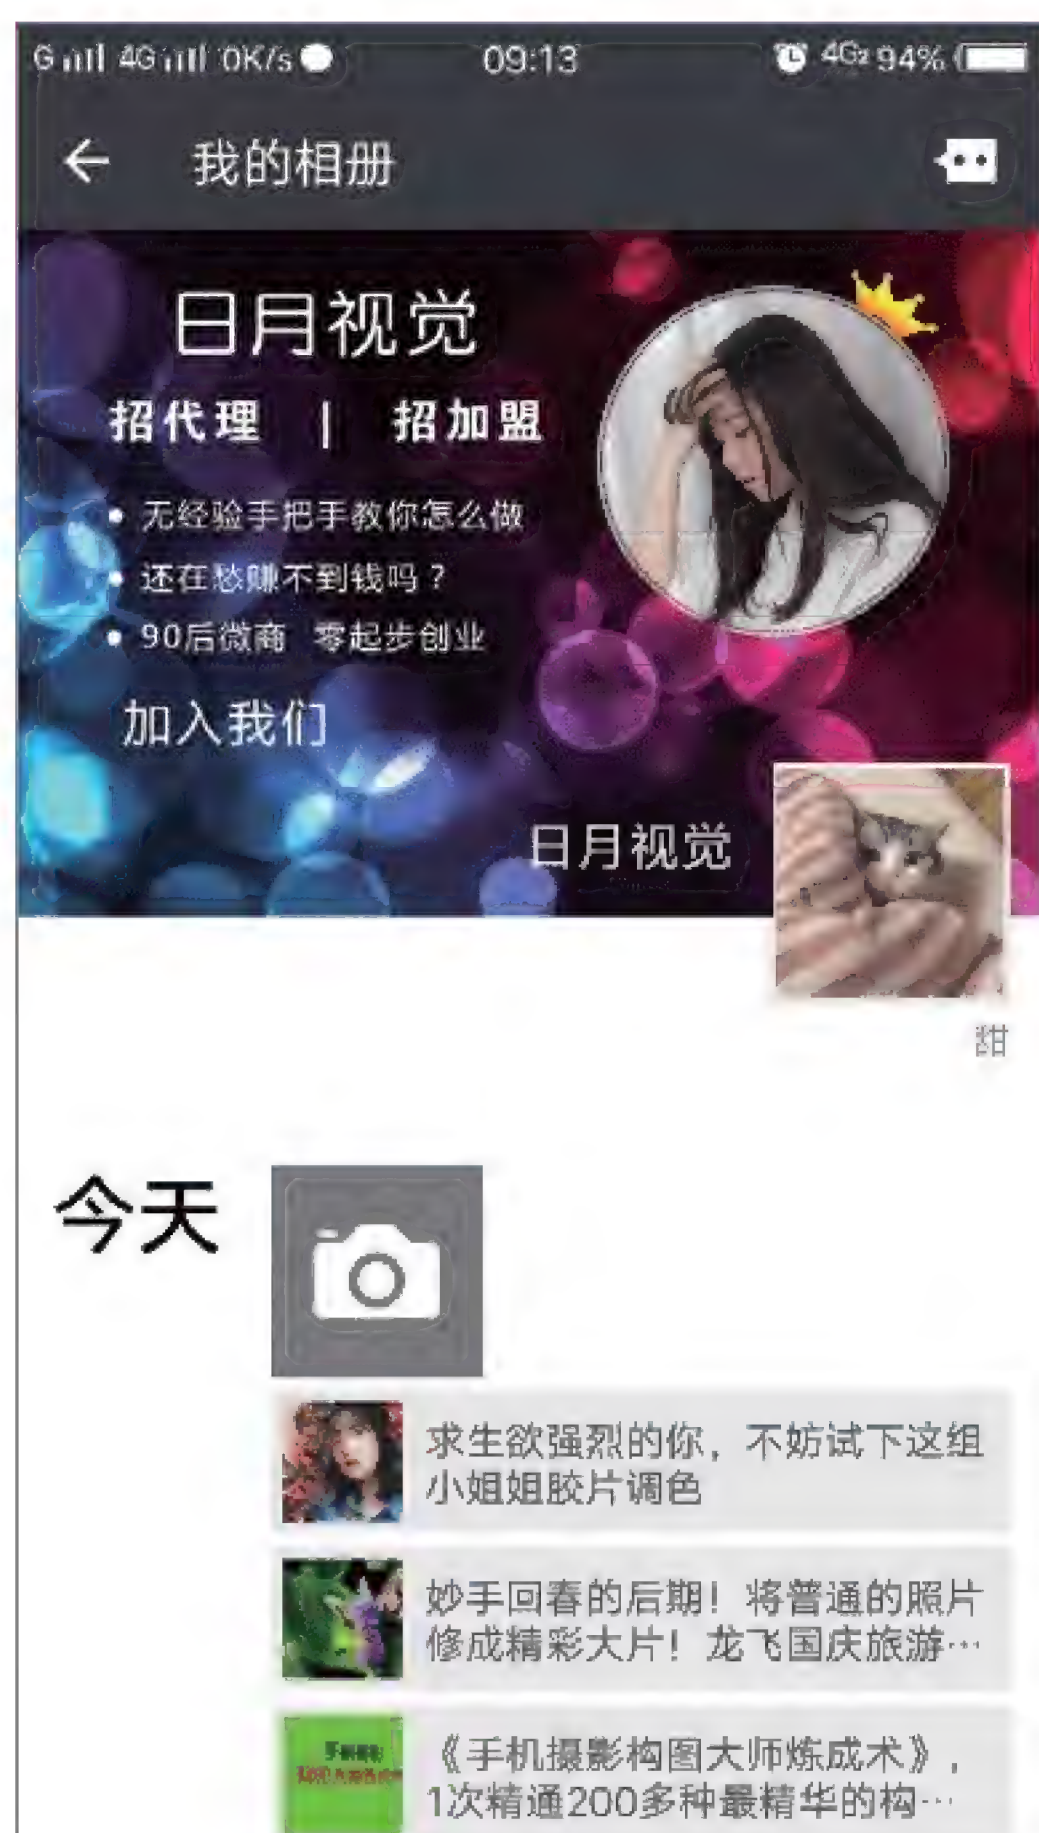 G 4G 0K/s 09:13 4G2 94%
我的相册
日月视觉
招代理 | 招加盟
• 无经验手把手教你怎么做
• 还在愁赚不到钱吗？
• 90后微商 零起步创业
加入我们
日月视觉
甜
今天
求生欲强烈的你，不妨试下这组
小姐姐胶片调色
妙手回春的后期！将普通的照片
修成精彩大片！龙飞国庆旅游…
《手机摄影构图大师炼成术》，
1次精通200多种最精华的构…